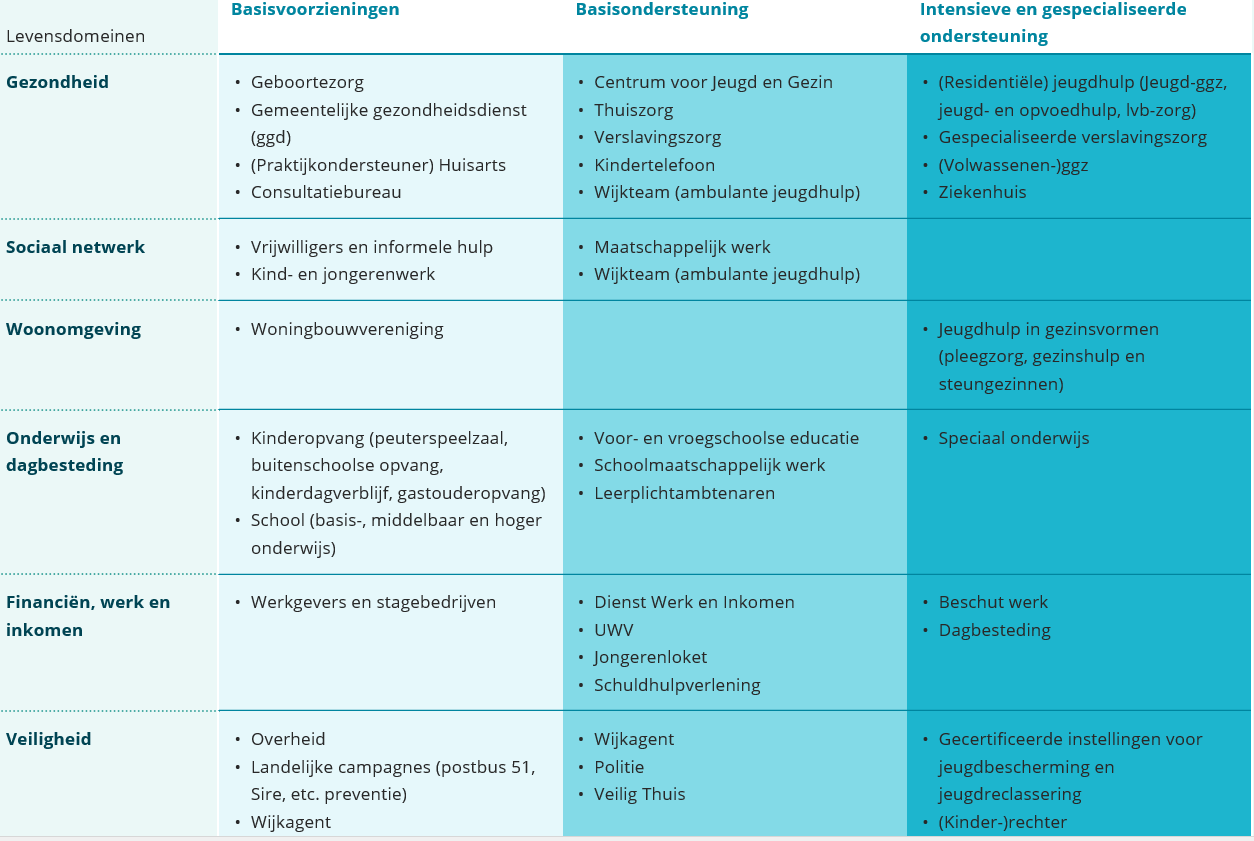 Levensdomeinen
Basisvoorzieningen
Basisondersteuning
Intensieve en gespecialiseerde
ondersteuning
Gezondheid
• Geboortezorg
• Gemeentelijke gezondheidsdienst
(ggd)
• (Praktijkondersteuner) Huisarts
• Consultatiebureau
• Centrum voor Jeugd en Gezin
• Thuiszorg
• Verslavingszorg
• Kindertelefoon
• Wijkteam (ambulante jeugdhulp)
• (Residentiële) jeugdhulp (Jeugd-ggz,
jeugd- en opvoedhulp, lvb-zorg)
• Gespecialiseerde verslavingszorg
• (Volwassenen-)ggz
• Ziekenhuis
Sociaal netwerk
• Vrijwilligers en informele hulp
• Kind- en jongerenwerk
• Maatschappelijk werk
• Wijkteam (ambulante jeugdhulp)
Woonomgeving
• Woningbouwvereniging
• Jeugdhulp in gezinsvormen
(pleegzorg, gezinshulp en
steungezinnen)
Onderwijs en
dagbesteding
• Kinderopvang (peuterspeelzaal,
buitenschoolse opvang,
kinderdagverblijf, gastouderopvang)
• School (basis-, middelbaar en hoger
onderwijs)
• Voor- en vroegschoolse educatie
• Schoolmaatschappelijk werk
• Leerplichtambtenaren
• Speciaal onderwijs
Financiën, werk en
inkomen
• Werkgevers en stagebedrijven
• Dienst Werk en Inkomen
• UWV
• Jongerenloket
• Schuldhulpverlening
• Beschut werk
• Dagbesteding
Veiligheid
• Overheid
• Landelijke campagnes (postbus 51,
Sire, etc. preventie)
• Wijkagent
• Wijkagent
• Politie
• Veilig Thuis
• Gecertificeerde instellingen voor
jeugdbescherming en
jeugdreclassering
• (Kinder-)rechter